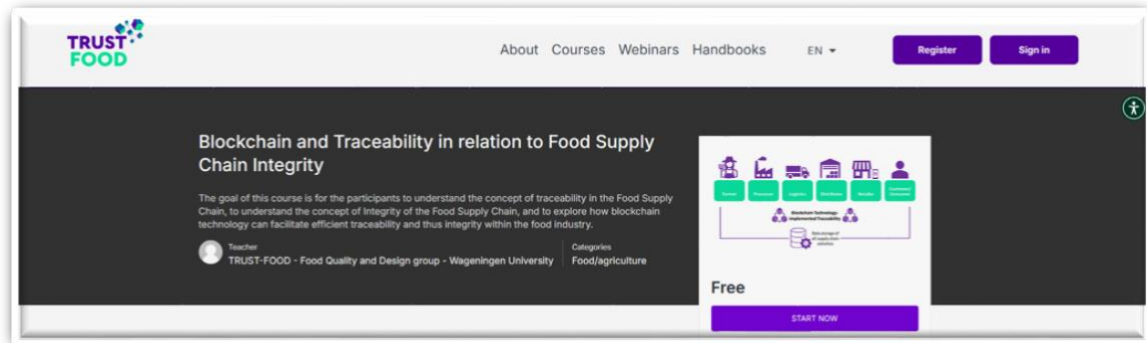 TRUST
FOOD
About Courses Webinars Handbooks EN
Register
Sign in
Blockchain and Traceability in relation to Food Supply
Chain Integrity
The goal of this course is for the participants to understand the concept of traceability in the Food Supply
Chain, to understand the concept of Integrity of the Food Supply Chain, and to explore how blockchain
technology can facilitate efficient traceability and thus integrity within the food industry.
Teacher
TRUST-FOOD - Food Quality and Design group - Wageningen University
Categories
Food/agriculture
Blockchain Technology-
Implemented Traceability
Free
START NOW